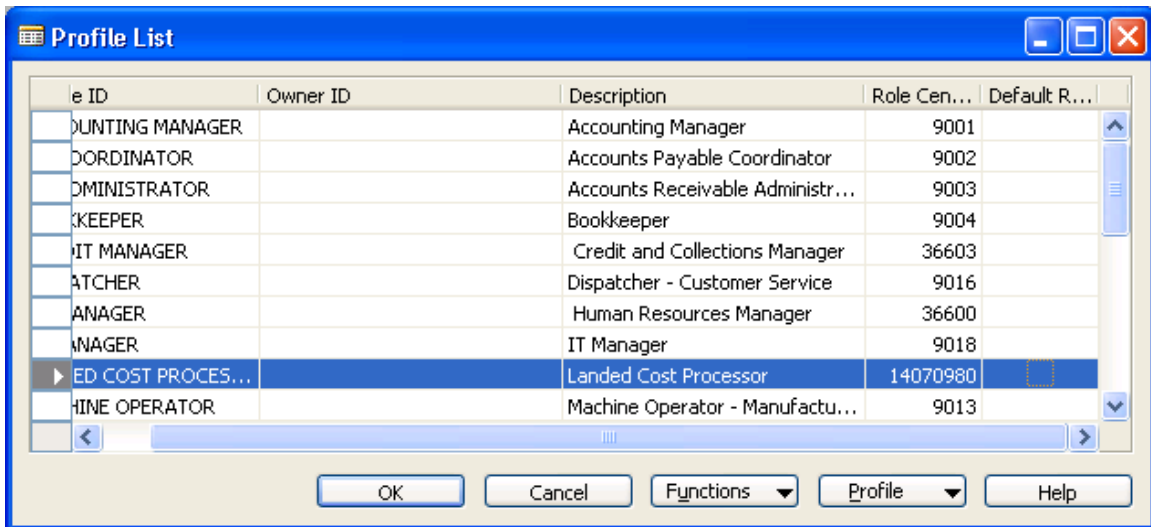 Profile List
e ID Owner ID Description Role Cen... Default R...
OUNTING MANAGER Accounting Manager 9001
OORDINATOR Accounts Payable Coordinator 9002
DMINISTRATOR Accounts Receivable Administr... 9003
KKEEPER Bookkeeper 9004
IT MANAGER Credit and Collections Manager 36603
ATCHER Dispatcher - Customer Service 9016
ANAGER Human Resources Manager 36600
ANAGER IT Manager 9018
ED COST PROCES... Landed Cost Processor 14070980
HINE OPERATOR Machine Operator - Manufactu... 9013
OK Cancel Functions Profile Help